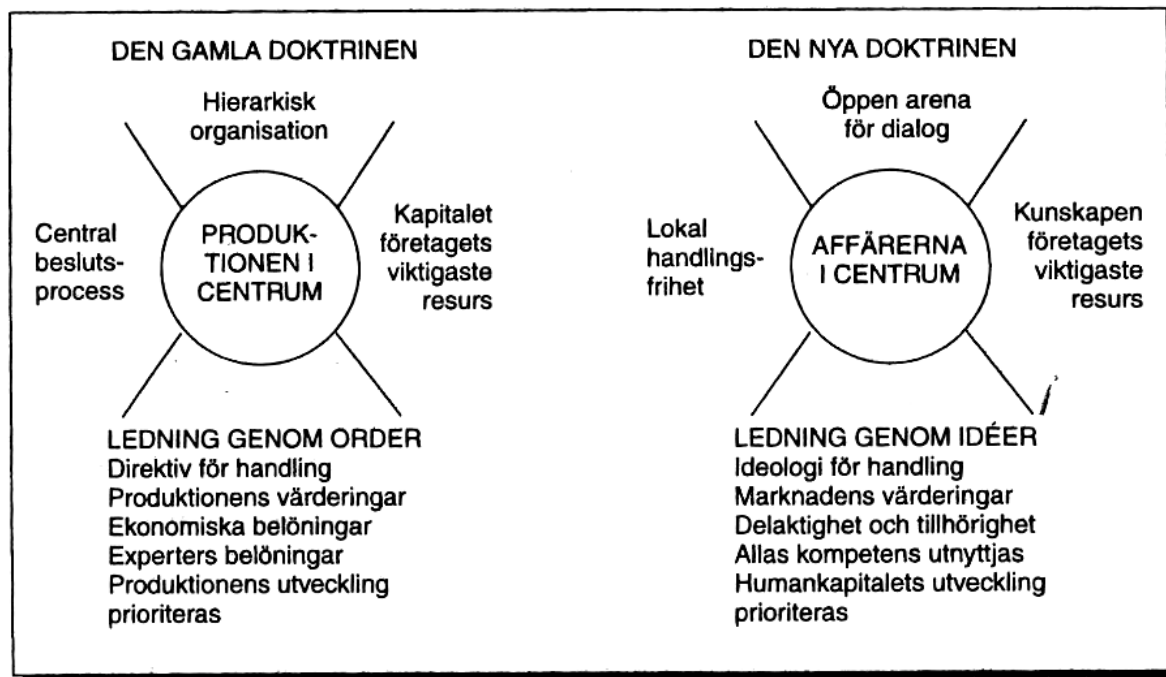 DEN GAMLA DOKTRINEN
Hierarkisk
organisation
Central
besluts-
process
PRODUK-
TIONEN I
CENTRUM
Kapitalet
företagets
viktigaste
resurs
LEDNING GENOM ORDER
Direktiv för handling
Produktionens värderingar
Ekonomiska belöningar
Experters belöningar
Produktionens utveckling
prioriteras
DEN NYA DOKTRINEN
Öppen arena
för dialog
Lokal
handlings-
frihet
AFFÄRERNA
I CENTRUM
Kunskapen
företagets
viktigaste
resurs
LEDNING GENOM IDÉER
Ideologi för handling
Marknadens värderingar
Delaktighet och tillhörighet
Allas kompetens utnyttjas
Humankapitalets utveckling
prioriteras